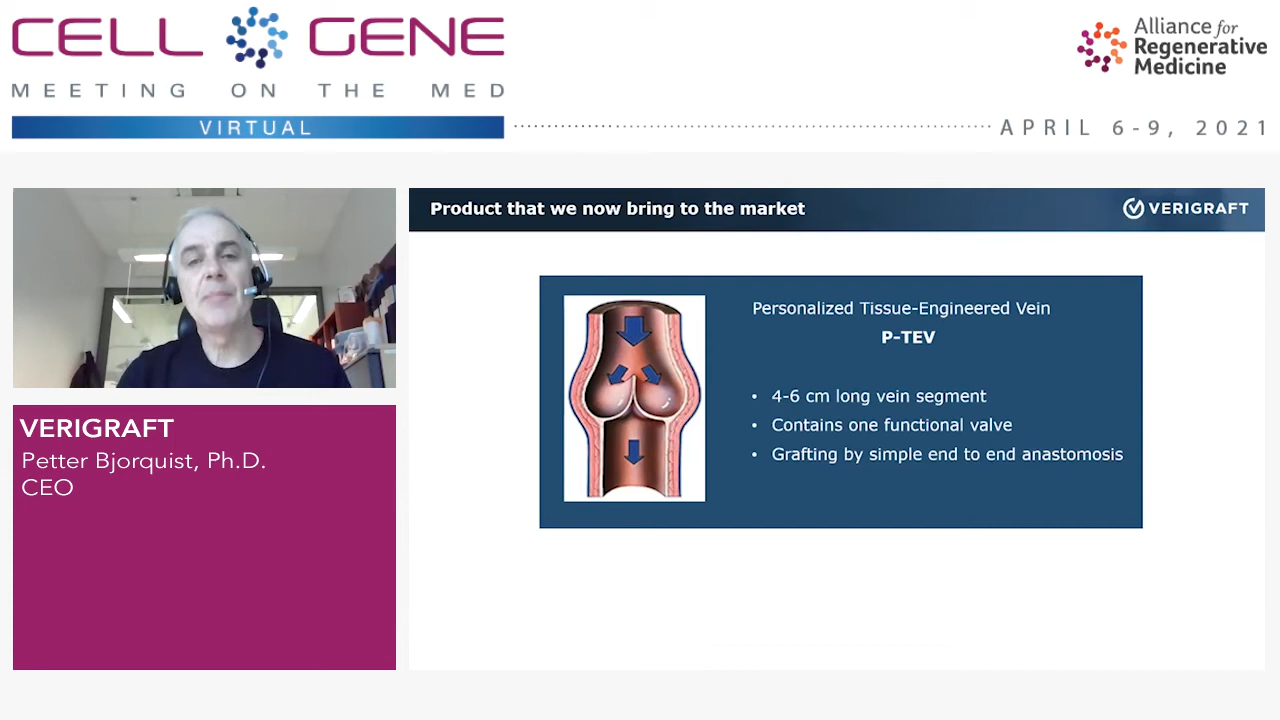 CELL GENE
MEETING ON THE MED
VIRTUAL
Alliance for
Regenerative
Medicine
APRIL 6-9, 2021
VERIGRAFT
Petter Bjorquist, Ph.D.
CEO
Product that we now bring to the market
VERIGRAFT
Personalized Tissue-Engineered Vein
P-TEV
• 4-6 cm long vein segment
• Contains one functional valve
• Grafting by simple end to end anastomosis